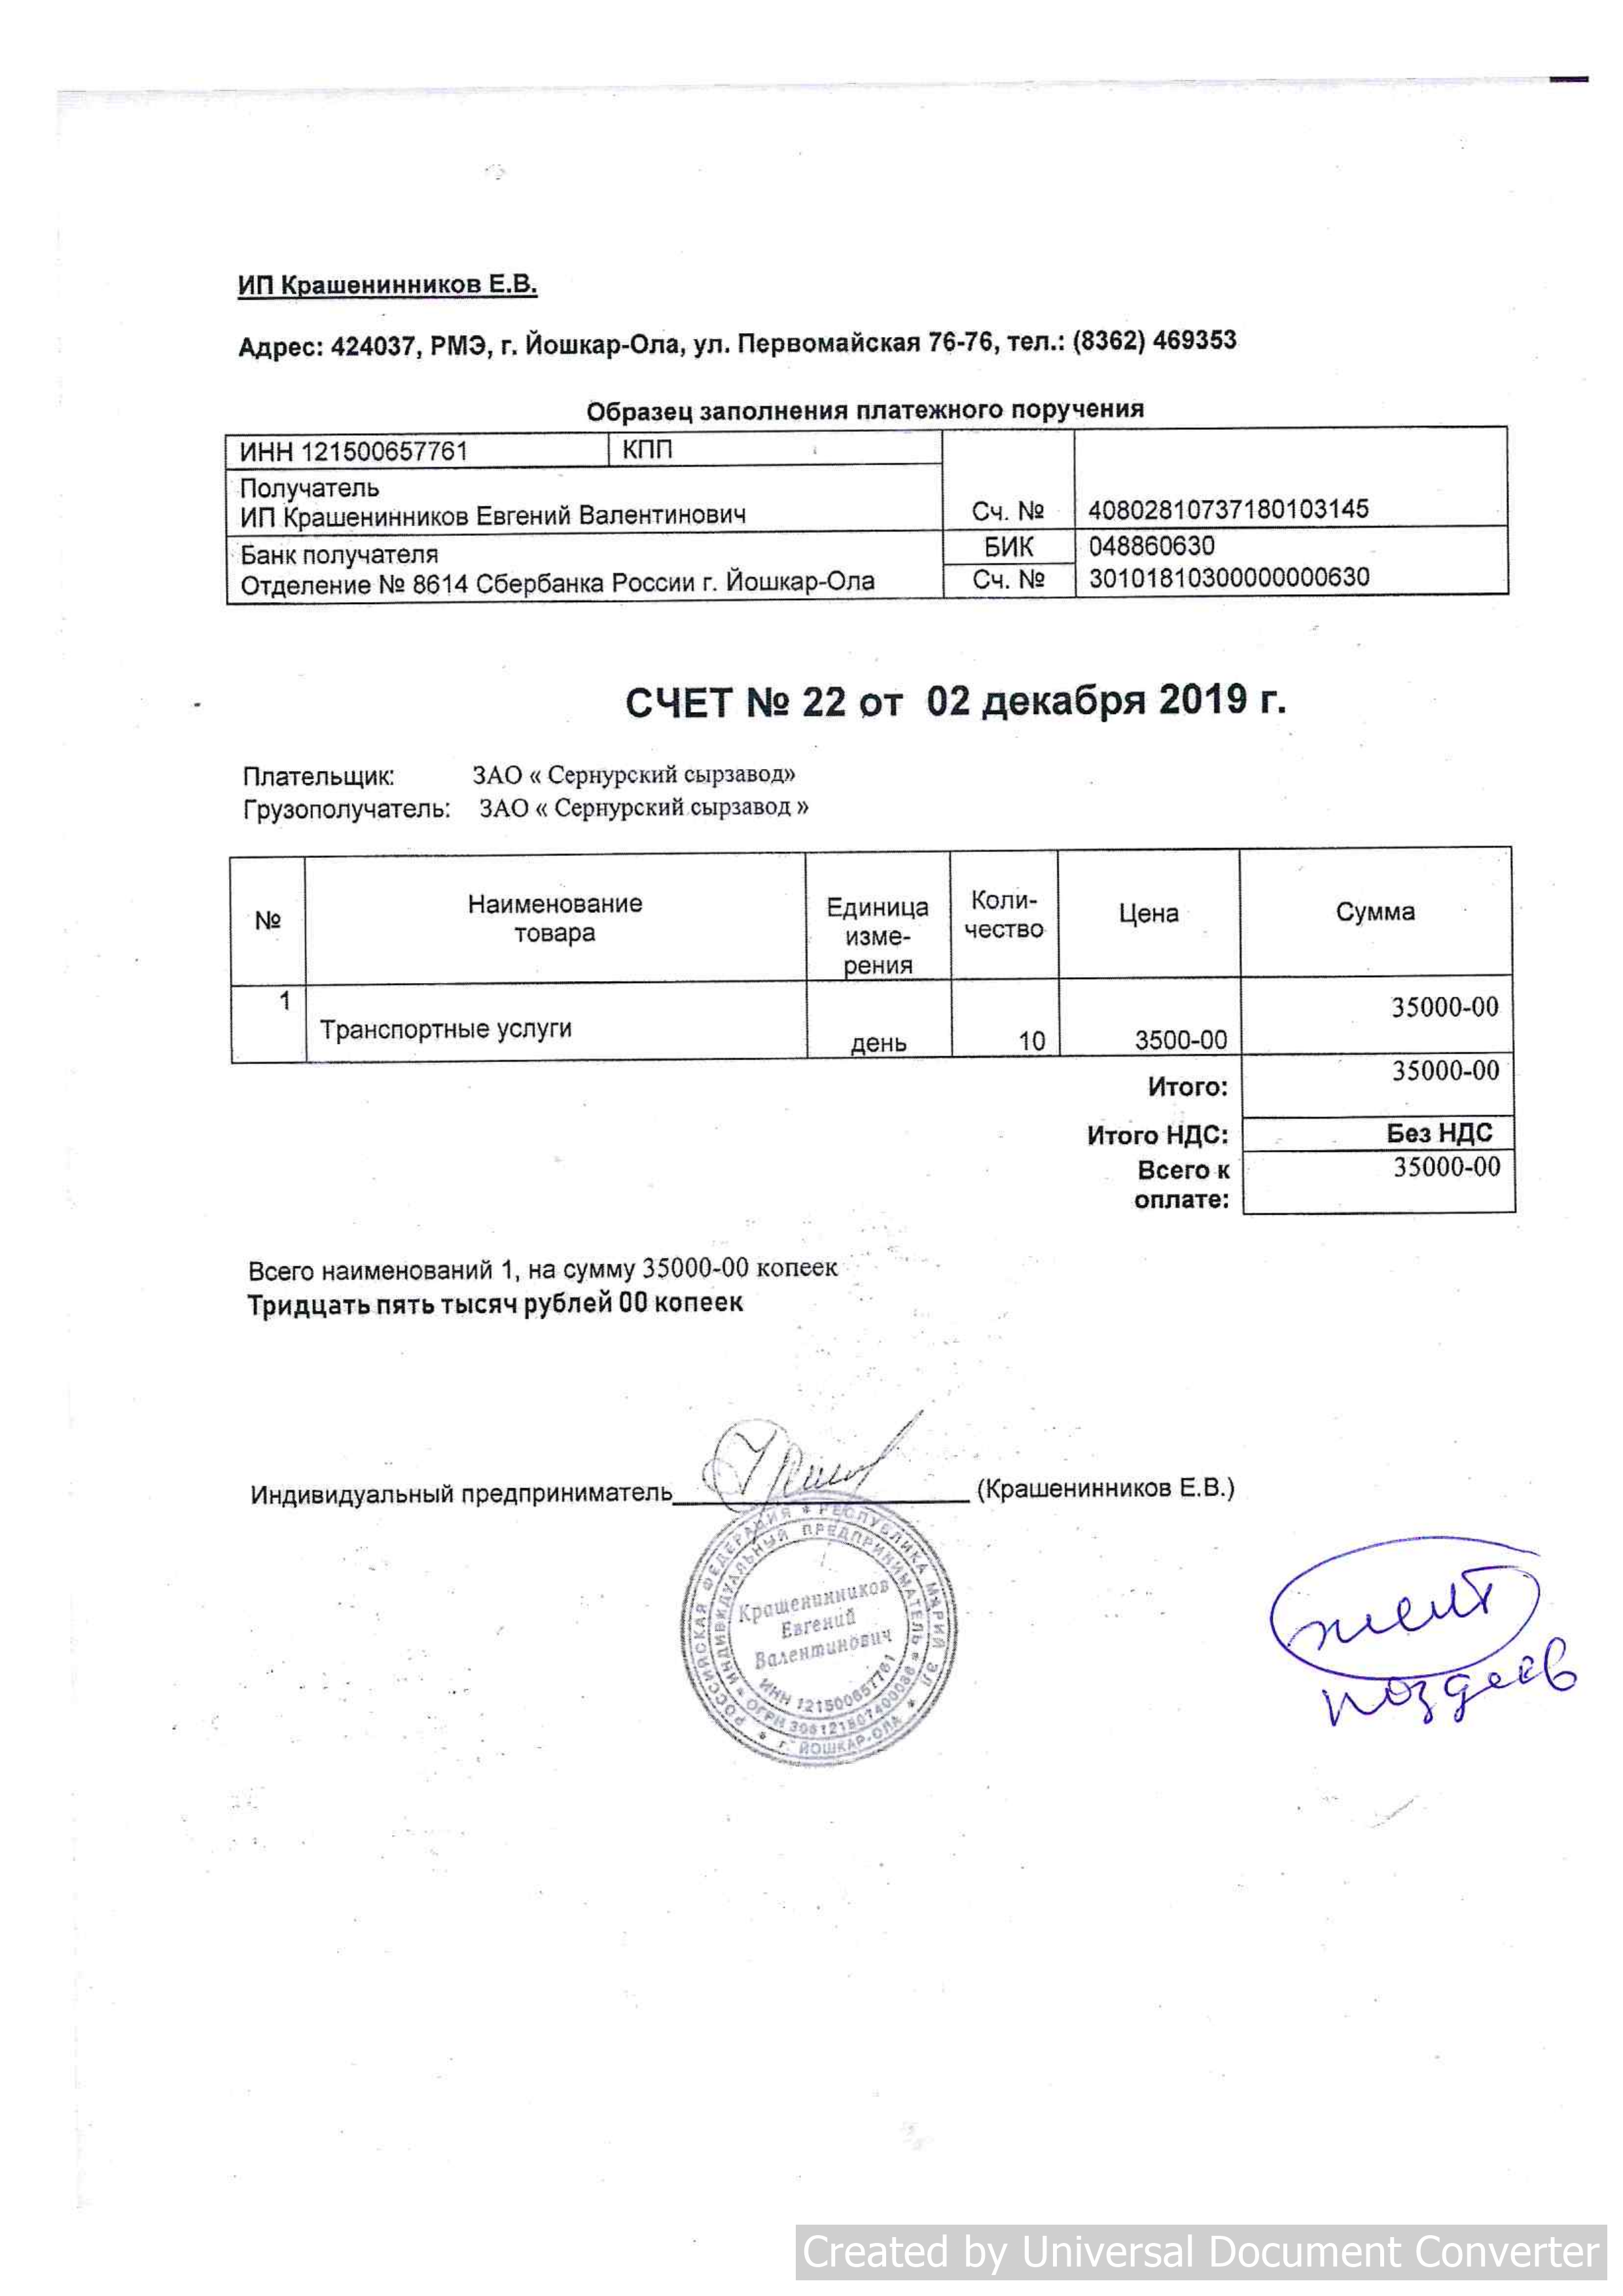 ИП Крашенинников Е.В.
Адрес: 424037, РМЭ, г. Йошкар-Ола, ул. Первомайская 76-76, тел.: (8362) 469353
Образец заполнения платежного поручения
ИНН 121500657761 КПП
Получатель
ИП Крашенинников Евгений Валентинович Сч. № 40802810737180103145
Банк получателя БИК 048860630
Отделение № 8614 Сбербанка России г. Йошкар-Ола Сч. № 30101810300000000630
СЧЕТ № 22 от 02 декабря 2019 г.
Плательщик: ЗАО « Сернурский сырзавод»
Грузополучатель: ЗАО « Сернурский сырзавод »
№ Наименование товара Единица изме-рения Коли-чество Цена Сумма
1 Транспортные услуги день 10 3500-00 35000-00
Итого: 35000-00
Итого НДС: Без НДС
Всего к оплате: 35000-00
Всего наименований 1, на сумму 35000-00 копеек
Тридцать пять тысяч рублей 00 копеек
Индивидуальный предприниматель (Крашенинников Е.В.)
РОССИЙСКАЯ ФЕДЕРАЦИЯ * РЕСПУБЛИКА МАРИЙ ЭЛ * г. ЙОШКАР-ОЛА
ИНДИВИДУАЛЬНЫЙ ПРЕДПРИНИМАТЕЛЬ
Крашенинников
Евгений
Валентинович
ИНН 121500657761
ОГРН
Поздеев
Created by Universal Document Converter